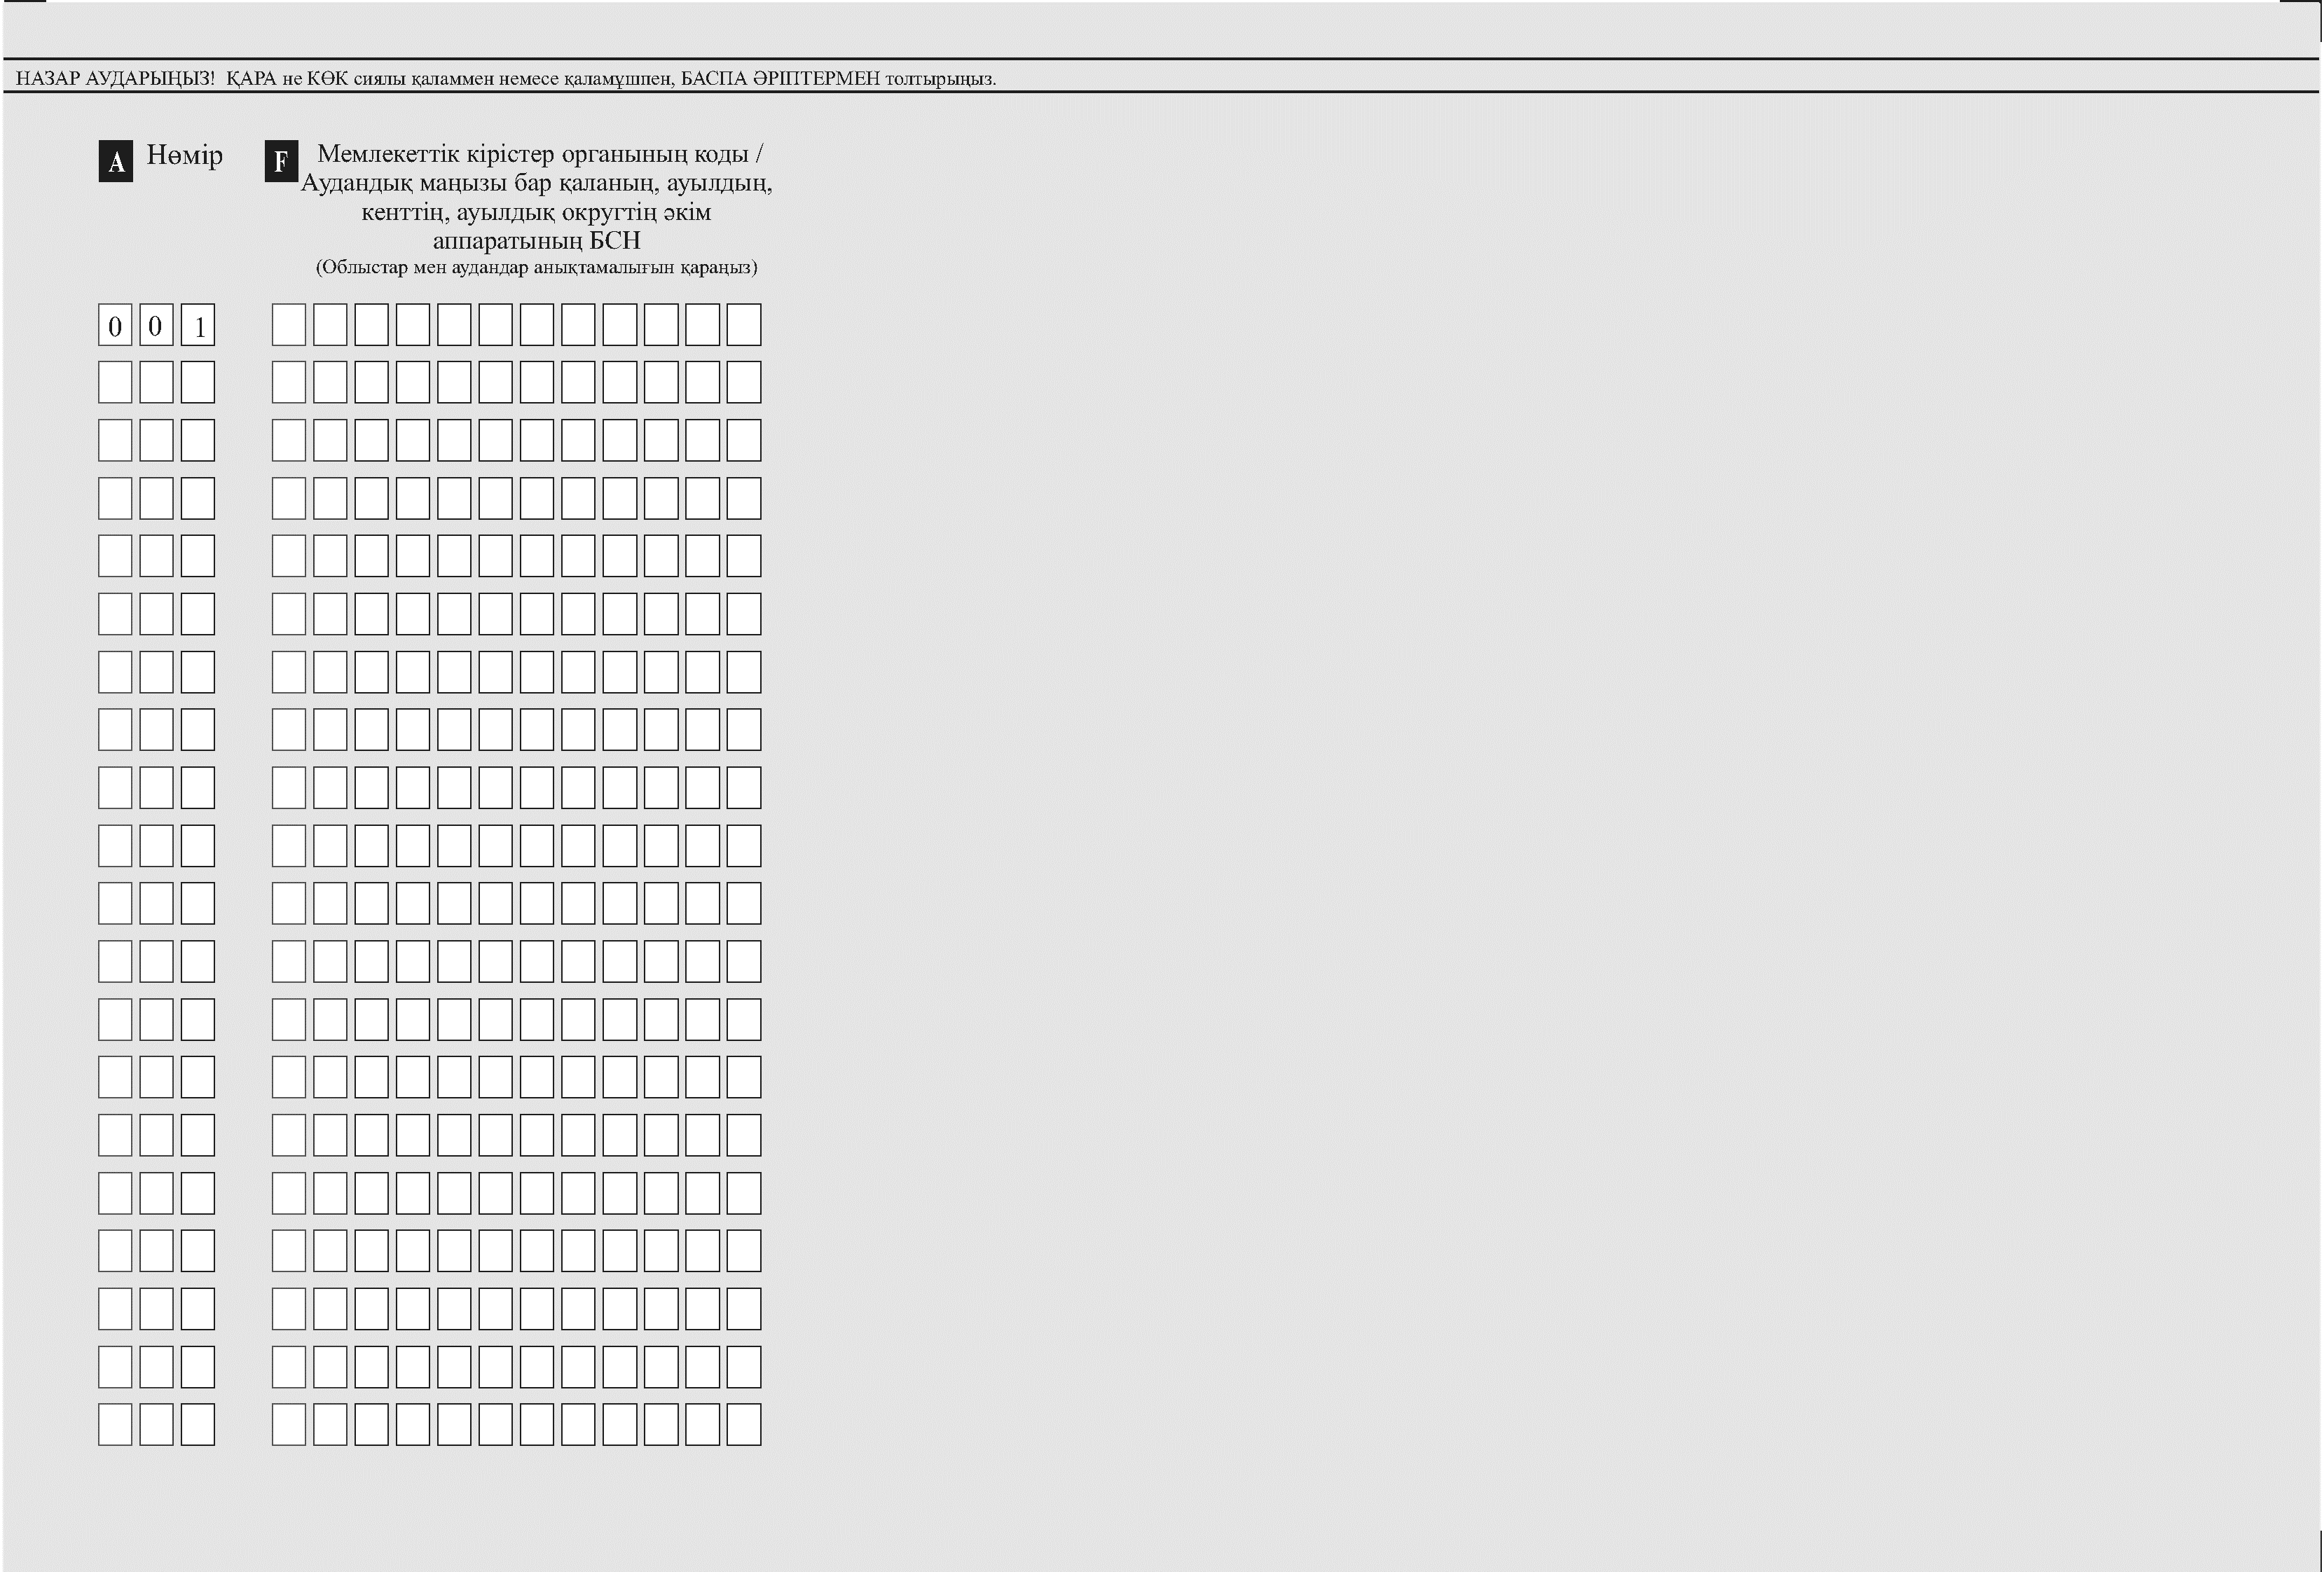 НАЗАР АУДАРЫҢЫЗ! ҚАРА не КӨК сиялы қаламмен немесе қаламұшпен, БАСПА ӘРІПТЕРМЕН толтырыңыз.
A Нөмір
F Мемлекеттік кірістер органының коды /
Аудандық маңызы бар қаланың, ауылдың,
кенттің, ауылдық округтің әкім
аппаратының БСН
(Облыстар мен аудандар анықтамалығын қараңыз)
0 0 1